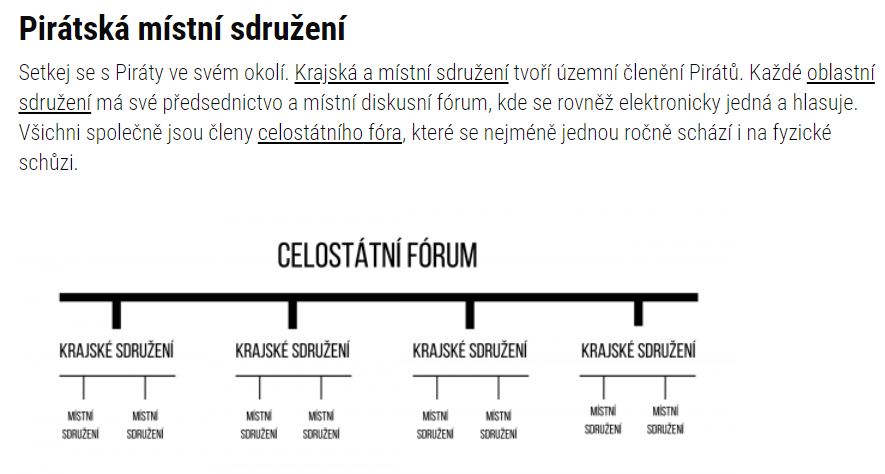 Pirátská místní sdružení
Setkej se s Piráty ve svém okolí. Krajská a místní sdružení tvoří územní členění Pirátů. Každé oblastní
sdružení má své předsednictvo a místní diskusní fórum, kde se rovněž elektronicky jedná a hlasuje.
Všichni společně jsou členy celostátního fóra, které se nejméně jednou ročně schází i na fyzické
schůzi.
CELOSTÁTNÍ FÓRUM
KRAJSKÉ SDRUŽENÍ KRAJSKÉ SDRUŽENÍ KRAJSKÉ SDRUŽENÍ KRAJSKÉ SDRUŽENÍ
MÍSTNÍ MÍSTNÍ MÍSTNÍ MÍSTNÍ MÍSTNÍ MÍSTNÍ MÍSTNÍ MÍSTNÍ
SDRUŽENÍ SDRUŽENÍ SDRUŽENÍ SDRUŽENÍ SDRUŽENÍ SDRUŽENÍ SDRUŽENÍ SDRUŽENÍ